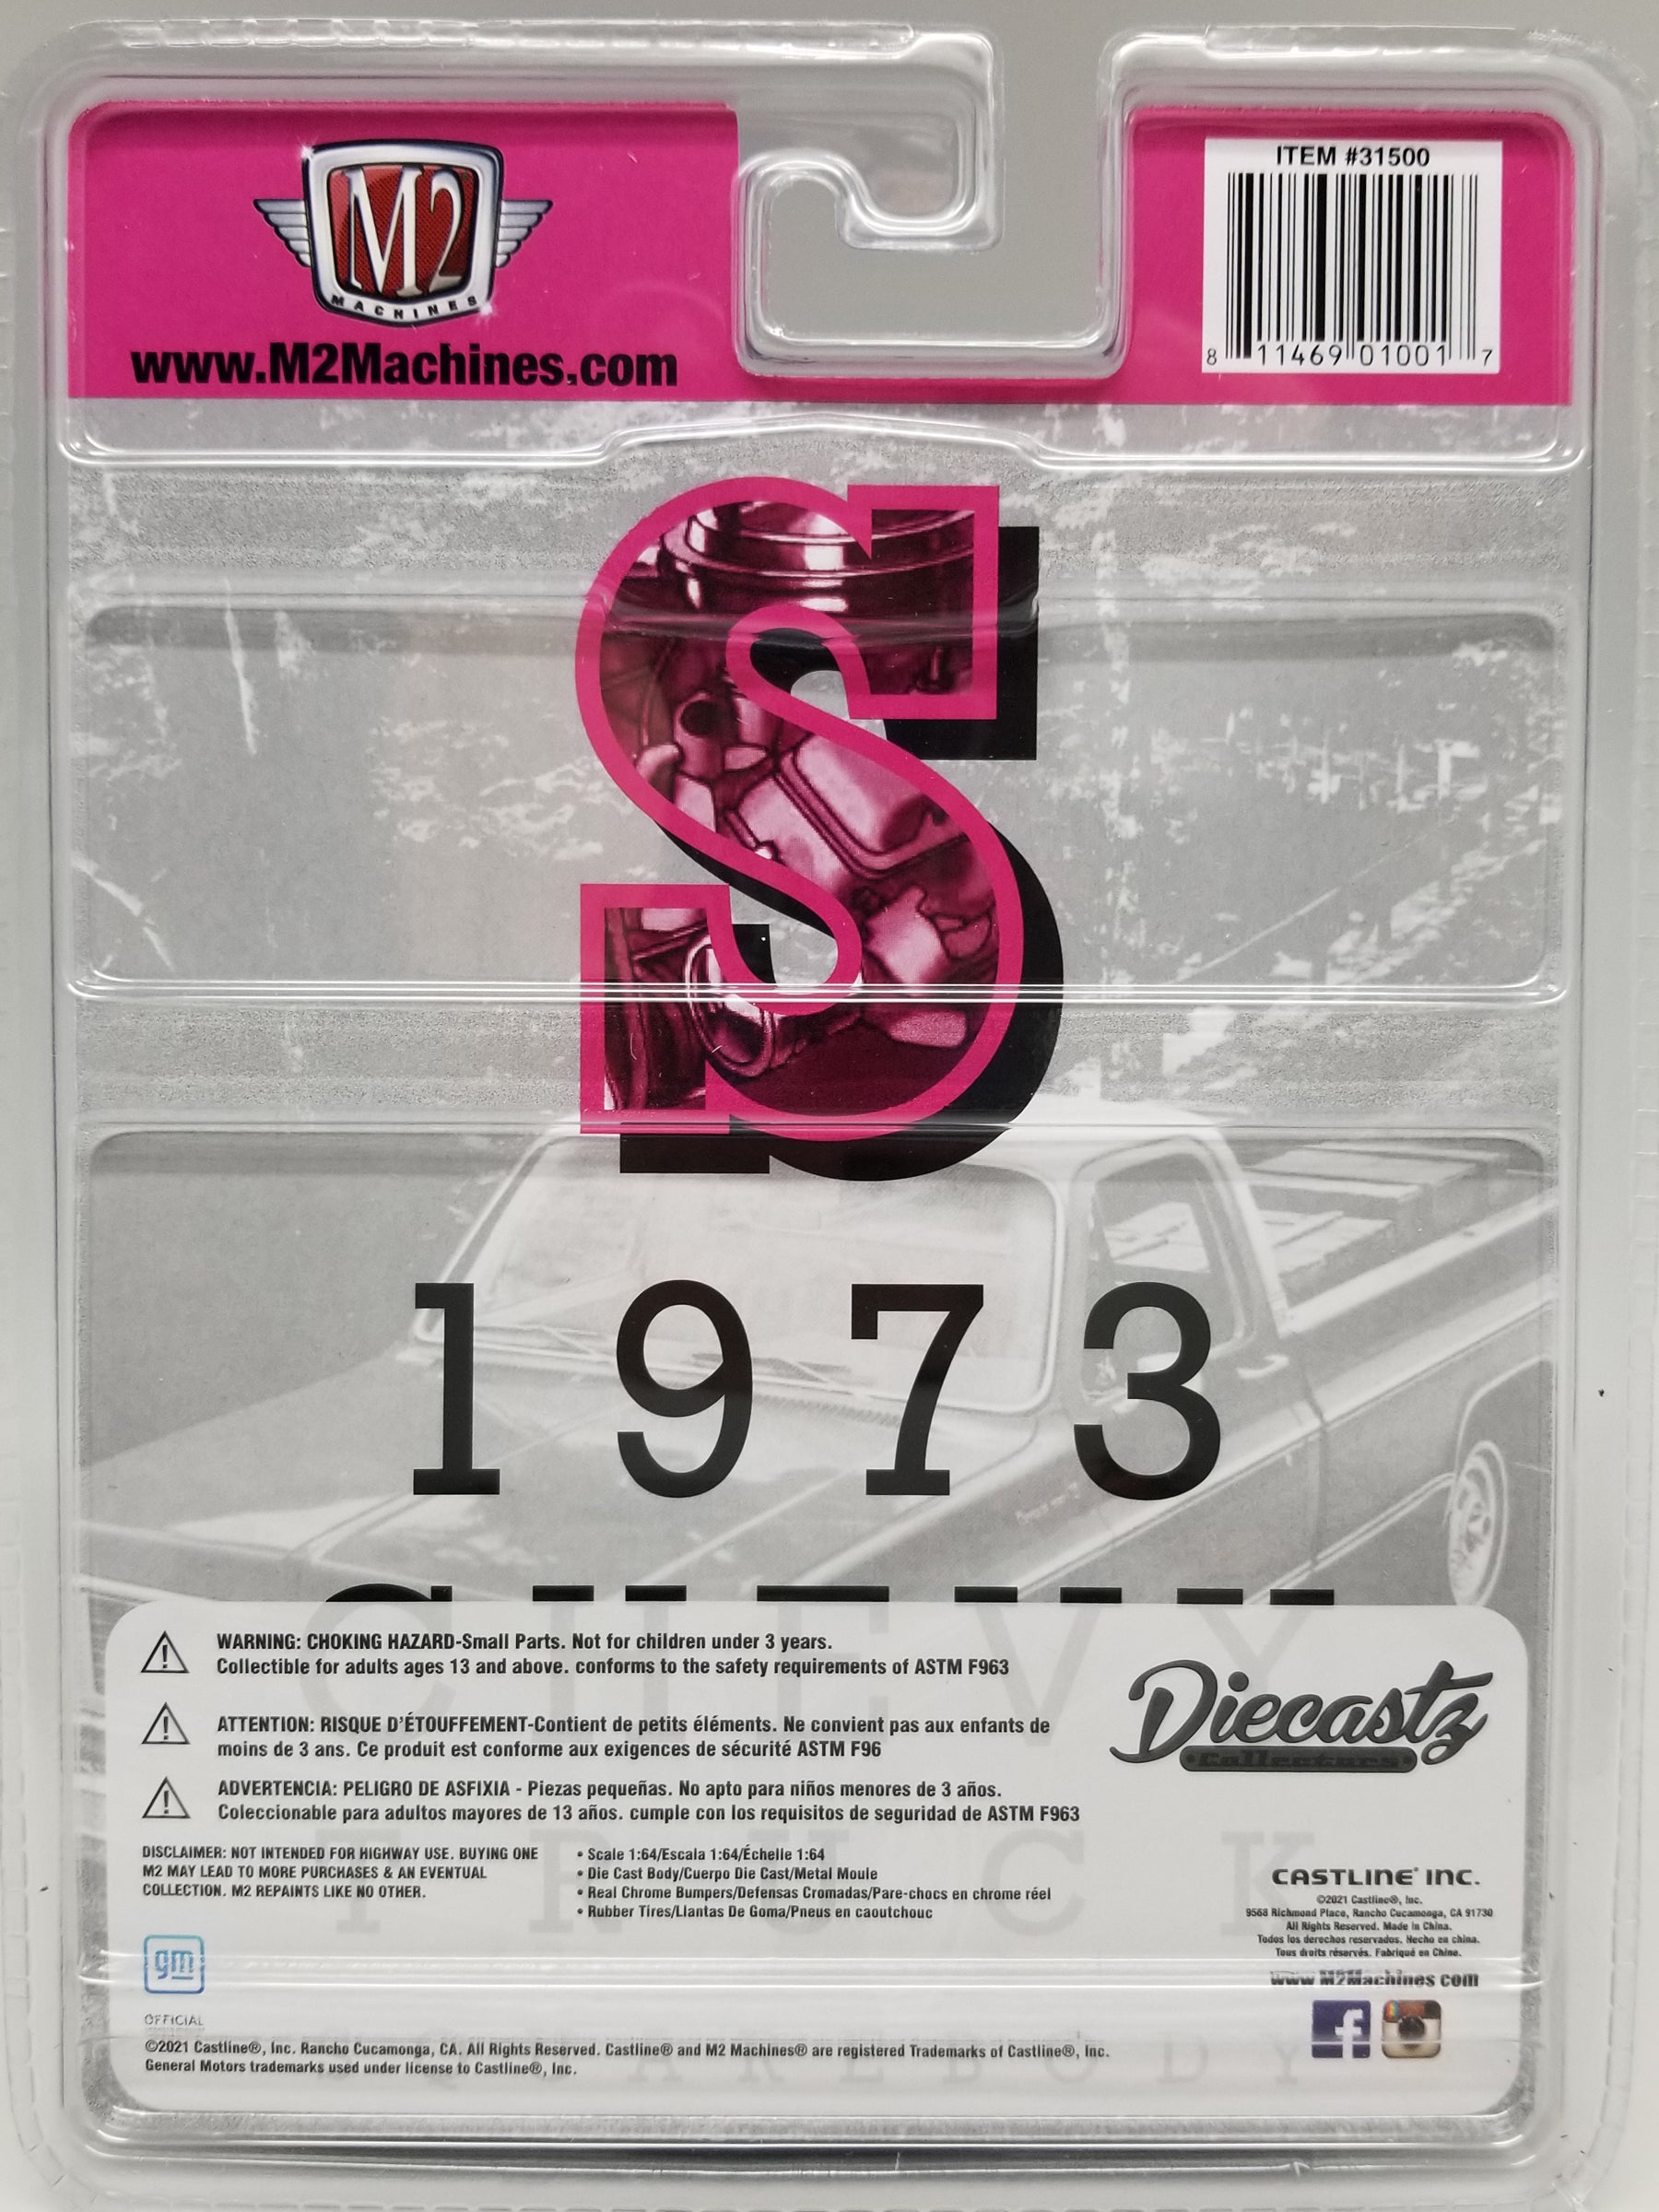 ITEM #31500
M2
MACHINES
www.M2Machines.com
8 11469 01001 7
S
1973
CHEVY
WARNING: CHOKING HAZARD-Small Parts. Not for children under 3 years.
Collectible for adults ages 13 and above. conforms to the safety requirements of ASTM F963
ATTENTION: RISQUE D'ÉTOUFFEMENT-Contient de petits éléments. Ne convient pas aux enfants de
moins de 3 ans. Ce produit est conforme aux exigences de sécurité ASTM F96
ADVERTENCIA: PELIGRO DE ASFIXIA - Piezas pequeñas. No apto para niños menores de 3 años.
Coleccionable para adultos mayores de 13 años. cumple con los requisitos de seguridad de ASTM F963
Diecastz
Collectors
TRUCK
DISCLAIMER: NOT INTENDED FOR HIGHWAY USE. BUYING ONE
M2 MAY LEAD TO MORE PURCHASES & AN EVENTUAL
COLLECTION. M2 REPAINTS LIKE NO OTHER.
• Scale 1:64/Escala 1:64/Échelle 1:64
• Die Cast Body/Cuerpo Die Cast/Metal Moule
• Real Chrome Bumpers/Defensas Cromadas/Pare-chocs en chrome réel
• Rubber Tires/Llantas De Goma/Pneus en caoutchouc
CASTLINE® INC.
©2021 Castline®, Inc.
9568 Richmond Place, Rancho Cucamonga, CA 91730
All Rights Reserved. Made in China.
Todos los derechos reservados. Hecho en china.
Tous droits réservés. Fabriqué en Chine.
www M2Machines com
gm
OFFICIAL
f
©2021 Castline®, Inc. Rancho Cucamonga, CA. All Rights Reserved. Castline® and M2 Machines® are registered Trademarks of Castline®, Inc.
General Motors trademarks used under license to Castline®, Inc.
SQUAREBODY